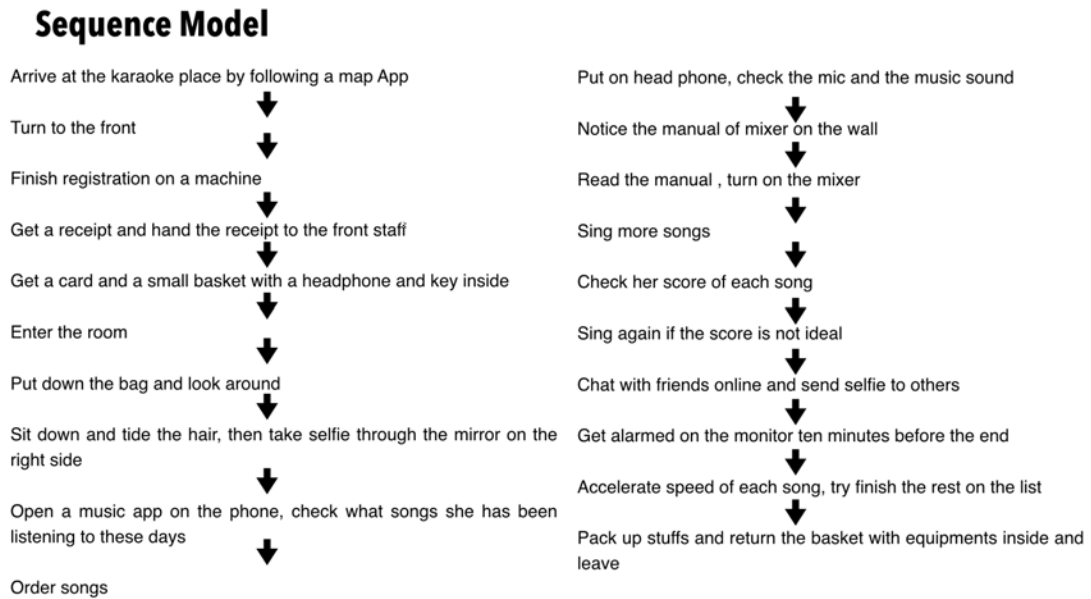 Sequence Model
Arrive at the karaoke place by following a map App
Turn to the front
Finish registration on a machine
Get a receipt and hand the receipt to the front staff
Get a card and a small basket with a headphone and key inside
Enter the room
Put down the bag and look around
Sit down and tide the hair, then take selfie through the mirror on the
right side
Open a music app on the phone, check what songs she has been
listening to these days
Order songs
Put on head phone, check the mic and the music sound
Notice the manual of mixer on the wall
Read the manual , turn on the mixer
Sing more songs
Check her score of each song
Sing again if the score is not ideal
Chat with friends online and send selfie to others
Get alarmed on the monitor ten minutes before the end
Accelerate speed of each song, try finish the rest on the list
Pack up stuffs and return the basket with equipments inside and
leave